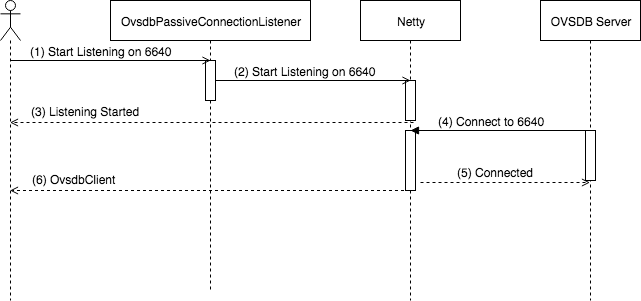 OvsdbPassiveConnectionListener
Netty
OVSDB Server
(1) Start Listening on 6640
(2) Start Listening on 6640
(3) Listening Started
(4) Connect to 6640
(5) Connected
(6) OvsdbClient